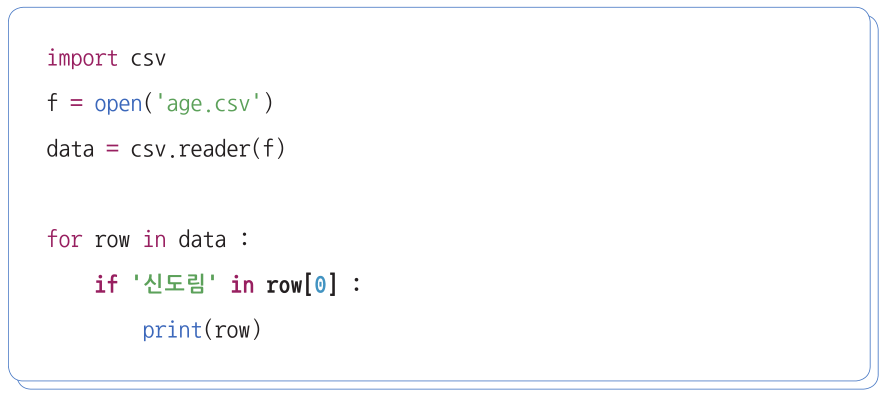 import csv
f = open('age.csv')
data = csv.reader(f)
for row in data :
    if '신도림' in row[0] :
        print(row)